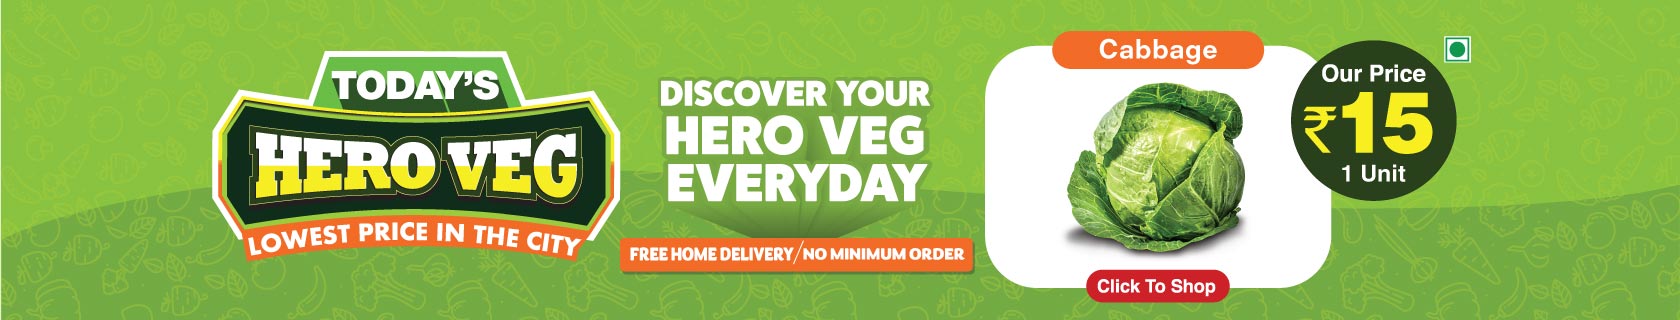 TODAY'S
HERO VEG
LOWEST PRICE IN THE CITY
DISCOVER YOUR
HERO VEG
EVERYDAY
FREE HOME DELIVERY/NO MINIMUM ORDER
Cabbage
Our Price
₹15
1 Unit
Click To Shop